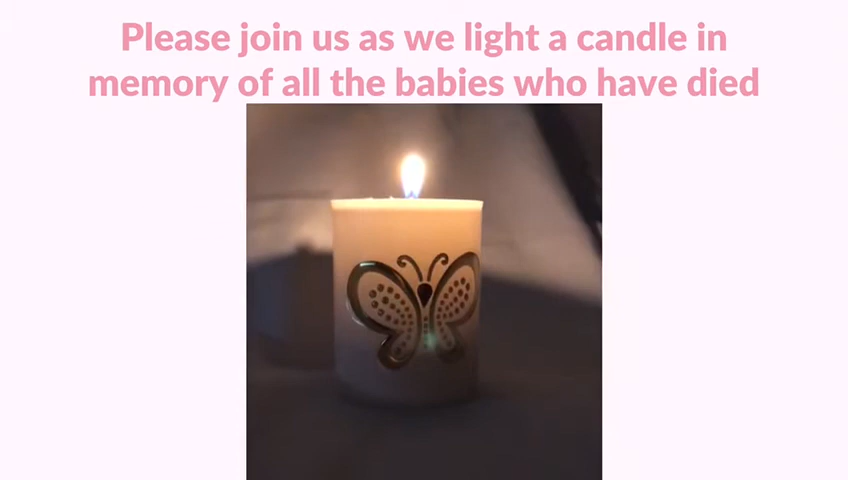 Please join us as we light a candle in
memory of all the babies who have died